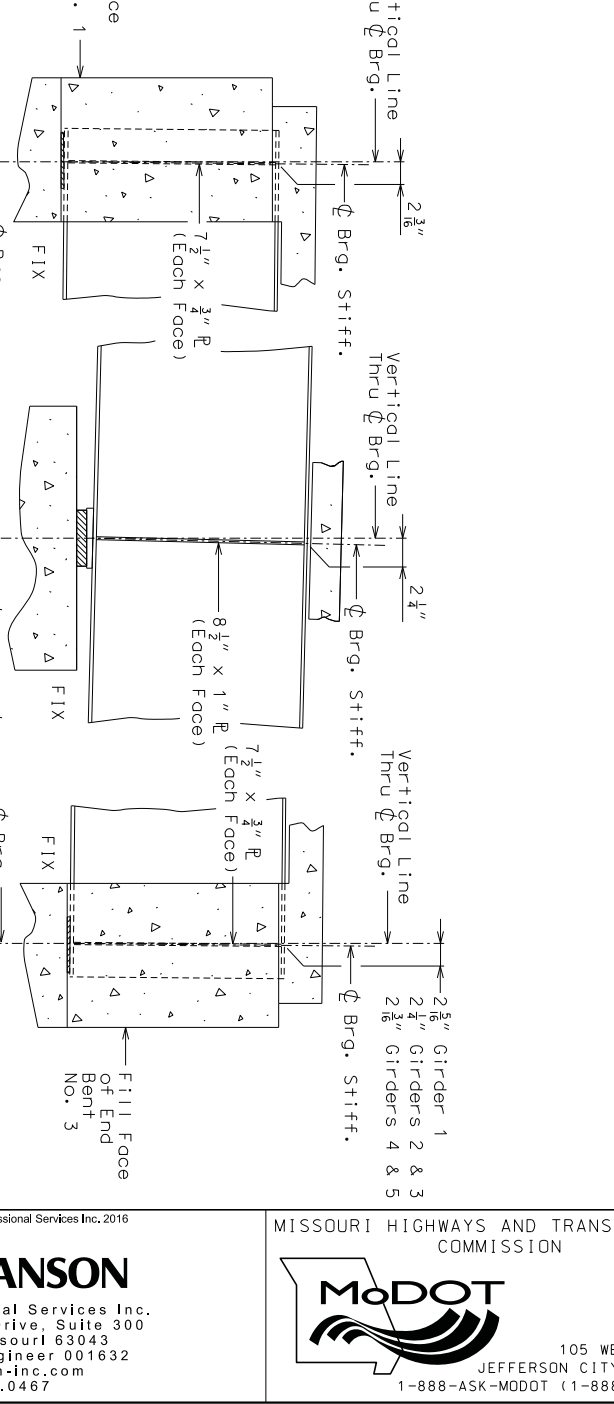 Vertical Line
Thru ₵ Brg.
2 3/16"
₵ Brg. Stiff.
7 1/2" x 3/4" ₧
(Each Face)
FIX
. 1
Vertical Line
Thru ₵ Brg.
2 1/4"
₵ Brg. Stiff.
8 1/2" x 1" ₧
(Each Face)
FIX
Vertical Line
Thru ₵ Brg.
2 5/16" Girder 1
2 1/4" Girders 2 & 3
2 3/16" Girders 4 & 5
₵ Brg. Stiff.
7 1/2" x 3/4" ₧
(Each Face)
FIX
Fill Face
of End
Bent
No. 3
ssional Services Inc. 2016
ANSON
al Services Inc.
rive, Suite 300
souri 63043
gineer 001632
n-inc.com
.0467
MISSOURI HIGHWAYS AND TRANS
COMMISSION
MoDOT
105 WE
JEFFERSON CITY
1-888-ASK-MODOT (1-888